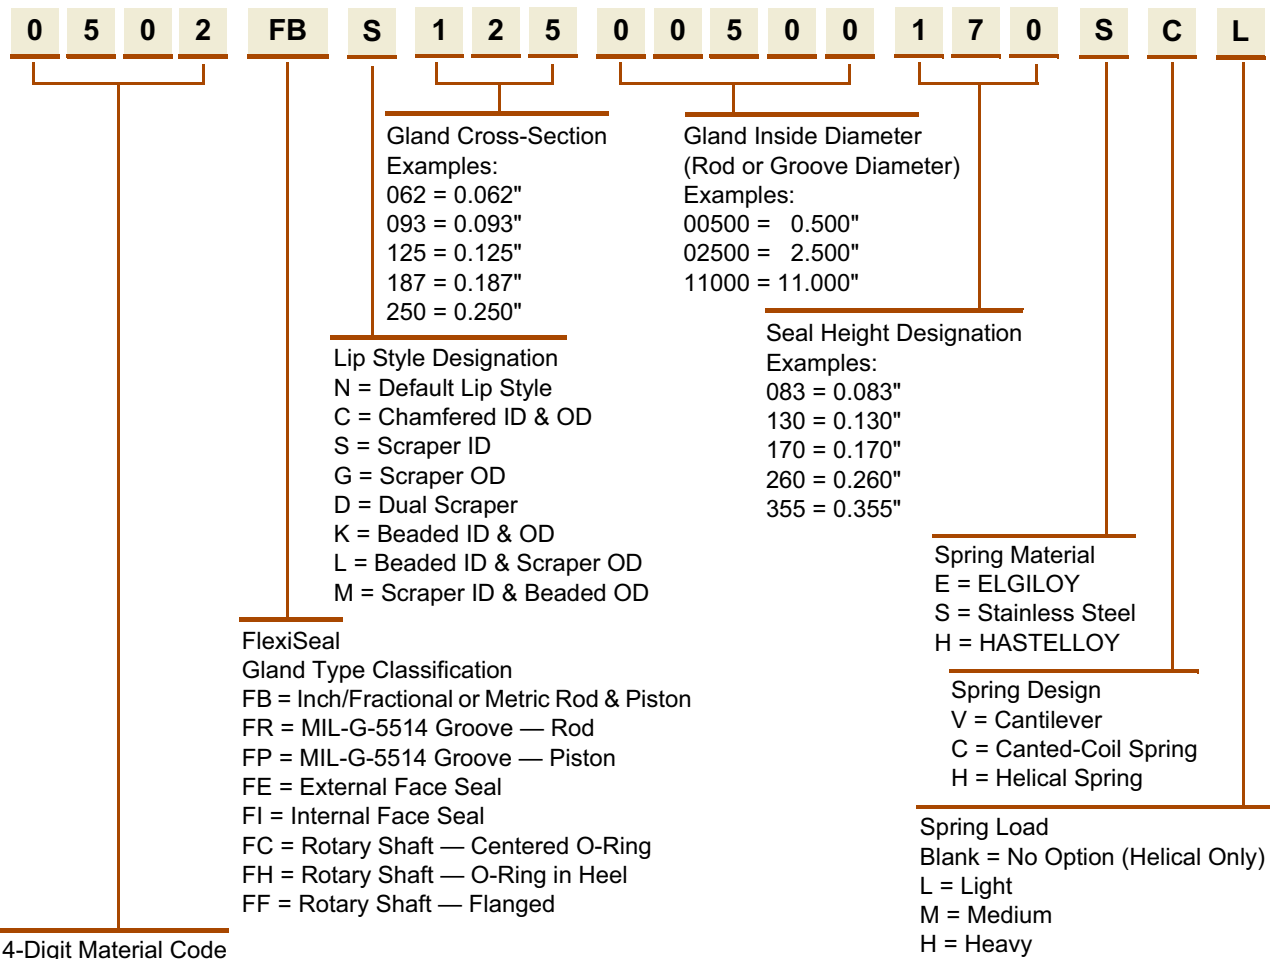 0 5 0 2 FB S 1 2 5 0 0 5 0 0 1 7 0 S C L
Gland Cross-Section
Examples:
062 = 0.062"
093 = 0.093"
125 = 0.125"
187 = 0.187"
250 = 0.250"
Gland Inside Diameter
(Rod or Groove Diameter)
Examples:
00500 = 0.500"
02500 = 2.500"
11000 = 11.000"
Seal Height Designation
Examples:
083 = 0.083"
130 = 0.130"
170 = 0.170"
260 = 0.260"
355 = 0.355"
Lip Style Designation
N = Default Lip Style
C = Chamfered ID & OD
S = Scraper ID
G = Scraper OD
D = Dual Scraper
K = Beaded ID & OD
L = Beaded ID & Scraper OD
M = Scraper ID & Beaded OD
Spring Material
E = ELGILOY
S = Stainless Steel
H = HASTELLOY
FlexiSeal
Gland Type Classification
FB = Inch/Fractional or Metric Rod & Piston
FR = MIL-G-5514 Groove — Rod
FP = MIL-G-5514 Groove — Piston
FE = External Face Seal
FI = Internal Face Seal
FC = Rotary Shaft — Centered O-Ring
FH = Rotary Shaft — O-Ring in Heel
FF = Rotary Shaft — Flanged
Spring Design
V = Cantilever
C = Canted-Coil Spring
H = Helical Spring
Spring Load
Blank = No Option (Helical Only)
L = Light
M = Medium
H = Heavy
4-Digit Material Code